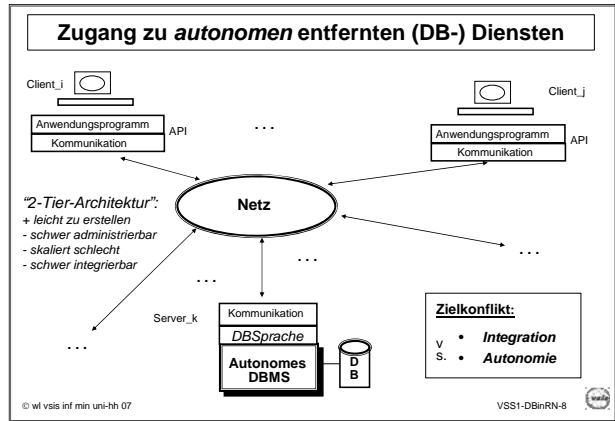 Zugang zu autonomen entfernten (DB-) Diensten
Client_i
Client_j
Anwendungsprogramm
Kommunikation
API
. . .
Anwendungsprogramm
Kommunikation
API
"2-Tier-Architektur":
+ leicht zu erstellen
- schwer administrierbar
- skaliert schlecht
- schwer integrierbar
Netz
. . .
. . .
. . .
. . .
Server_k
Kommunikation
DBSprache
Autonomes
DBMS
D
B
Zielkonflikt:
• Integration
v
s. • Autonomie
© wl vsis inf min uni-hh 07
VSS1-DBinRN-8